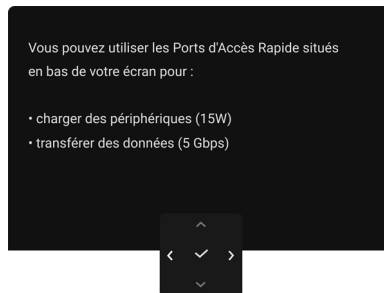 Vous pouvez utiliser les Ports d'Accès Rapide situés
en bas de votre écran pour :
• charger des périphériques (15W)
• transférer des données (5 Gbps)